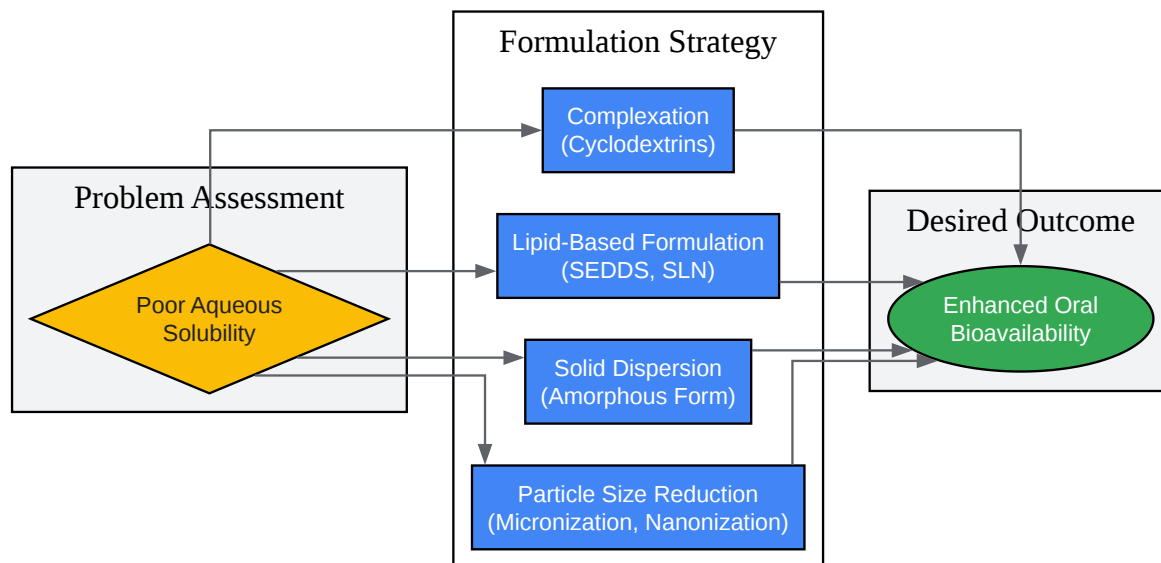 Formulation Strategy
Complexation
(Cyclodextrins)
Problem Assessment
Poor Aqueous
Solubility
Lipid-Based Formulation
(SEDDS, SLN)
Solid Dispersion
(Amorphous Form)
Particle Size Reduction
(Micronization, Nanonization)
Desired Outcome
Enhanced Oral
Bioavailability